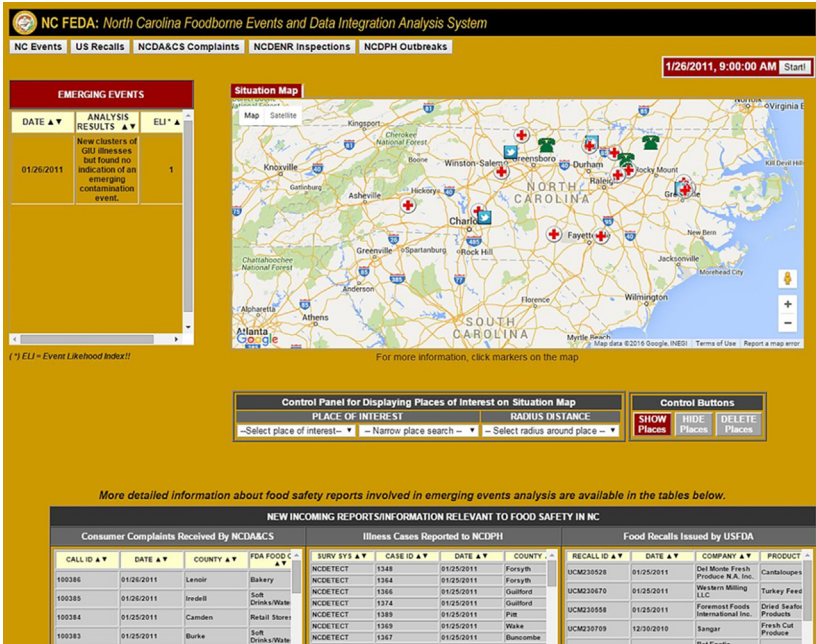 NC FEDA: North Carolina Foodborne Events and Data Integration Analysis System
NC Events US Recalls NCDA&CS Complaints NCDENR Inspections NCDPH Outbreaks
1/26/2011, 9:00:00 AM Start!
EMERGING EVENTS
DATE ▲▼ ANALYSIS RESULTS ▲▼ ELI * ▲
01/26/2011 New clusters of GIU illnesses but found no indication of an emerging contamination event. 1
( *) ELI = Event Likehood Index!!
Situation Map
Map Satellite
Virginia
Kingsport
Cherokee
National Forest
Boone
Winston-Salem
Greensboro
Durham
Rocky Mount
Kill Devil Hills
Knoxville
Gatlinburg
Hickory
Raleigh
NORTH
CAROLINA
Asheville
Greenville
Charlotte
Fayetteville
New Bern
Greenville
Spartanburg
Rock Hill
Jacksonville
Morehead City
Chattahoochee
National Forest
Anderson
Florence
Wilmington
Alpharetta
Athens
SOUTH
CAROLINA
Atlanta
Myrtle Beach
Google
Map data ©2016 Google, INEGI Terms of Use Report a map error
For more information, click markers on the map
Control Panel for Displaying Places of Interest on Situation Map
PLACE OF INTEREST RADIUS DISTANCE
--Select place of interest-- ▼ -- Narrow place search -- ▼ -- Select radius around place -- ▼
Control Buttons
SHOW Places HIDE Places DELETE Places
More detailed information about food safety reports involved in emerging events analysis are available in the tables below.
NEW INCOMING REPORTS/INFORMATION RELEVANT TO FOOD SAFETY IN NC
Consumer Complaints Received By NCDA&CS
CALL ID ▲▼ DATE ▲▼ COUNTY ▲▼ FDA FOOD ▲▼
100386 01/26/2011 Lenoir Bakery
100385 01/26/2011 Iredell Soft Drinks/Water
100384 01/25/2011 Camden Retail Stores
100383 01/25/2011 Burke Soft Drinks/Water
Illness Cases Reported to NCDPH
SURV SYS ▲▼ CASE ID ▲▼ DATE ▲▼ COUNTY
NCDETECT 1348 01/25/2011 Forsyth
NCDETECT 1364 01/25/2011 Forsyth
NCDETECT 1366 01/25/2011 Guilford
NCDETECT 1374 01/25/2011 Guilford
NCDETECT 1389 01/25/2011 Pitt
NCDETECT 1369 01/25/2011 Wake
NCDETECT 1367 01/25/2011 Buncombe
Food Recalls Issued by USFDA
RECALL ID ▲▼ DATE ▲▼ COMPANY ▲▼ PRODUCT
UCM230528 01/25/2011 Del Monte Fresh Produce N.A. Inc. Cantaloupes
UCM230670 01/25/2011 Western Milling LLC Turkey Feed
UCM230558 01/25/2011 Foremost Foods International Inc. Dried Seafood Products
UCM230709 12/30/2010 Sangar Fresh Cut Produce